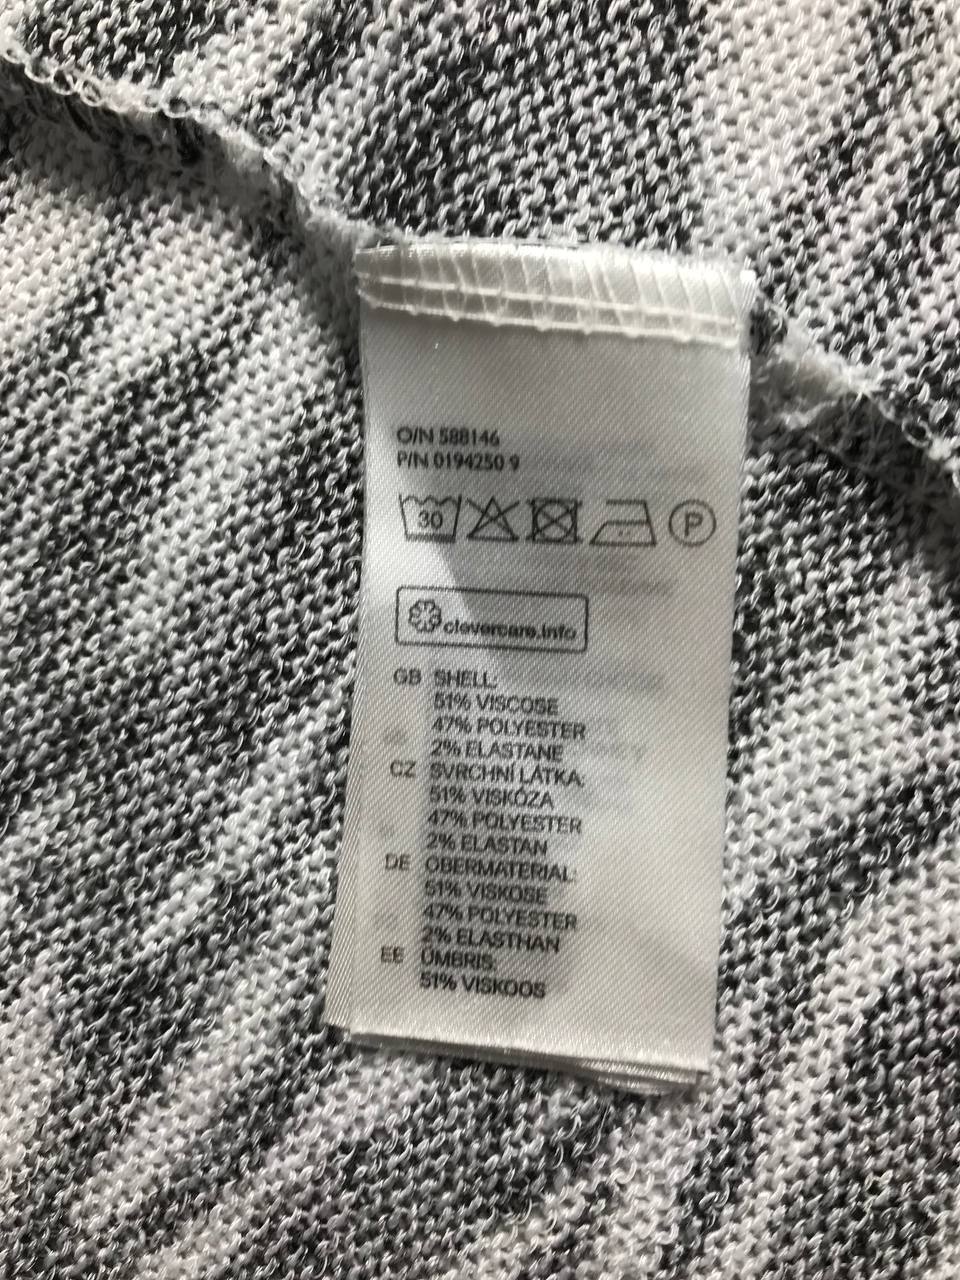 O/N 588146
P/N 0194250 9
30 P
clevercare.info
GB SHELL:
51% VISCOSE
47% POLYESTER
2% ELASTANE
CZ SVRCHNÍ LÁTKA:
51% VISKÓZA
47% POLYESTER
2% ELASTAN
DE OBERMATERIAL:
51% VISKOSE
47% POLYESTER
2% ELASTHAN
EE ÜMBRIS:
51% VISKOOS